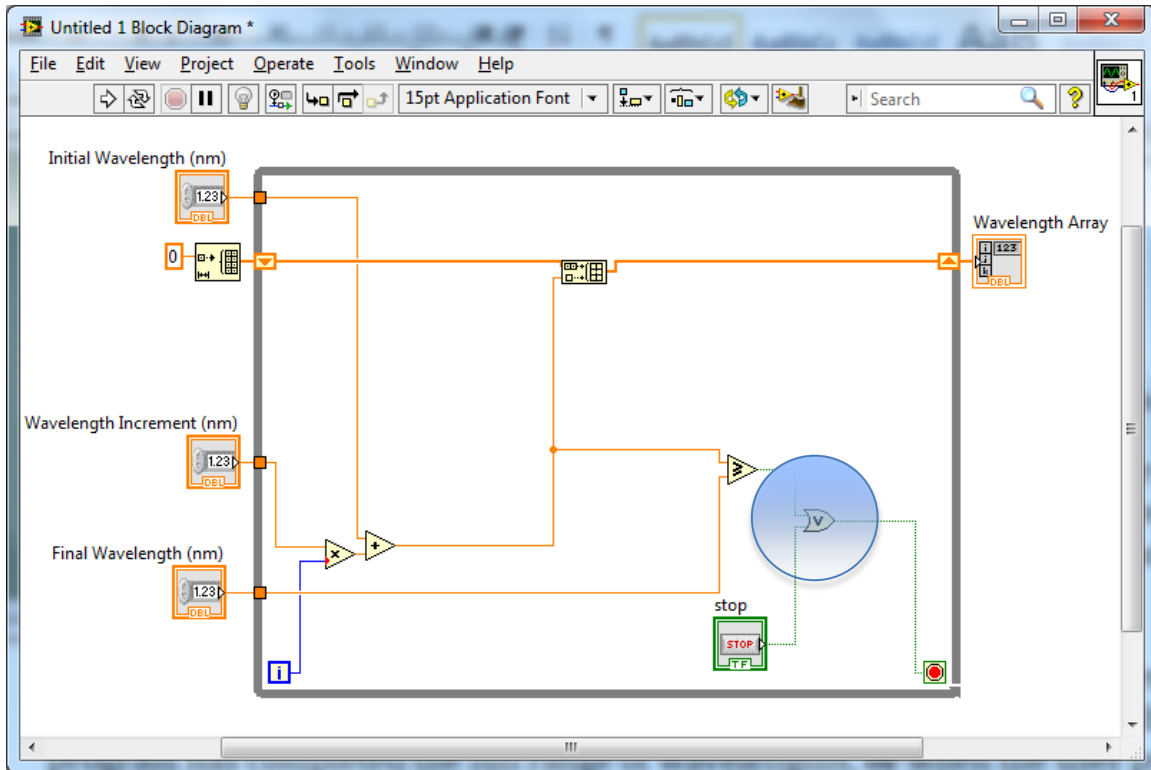 Untitled 1 Block Diagram *
File Edit View Project Operate Tools Window Help
15pt Application Font
Search
1
Initial Wavelength (nm)
1.23
DBL
0
Wavelength Array
i 123
j
k
DBL
Wavelength Increment (nm)
1.23
DBL
x
+
≥
V
Final Wavelength (nm)
1.23
DBL
stop
STOP
TF
i